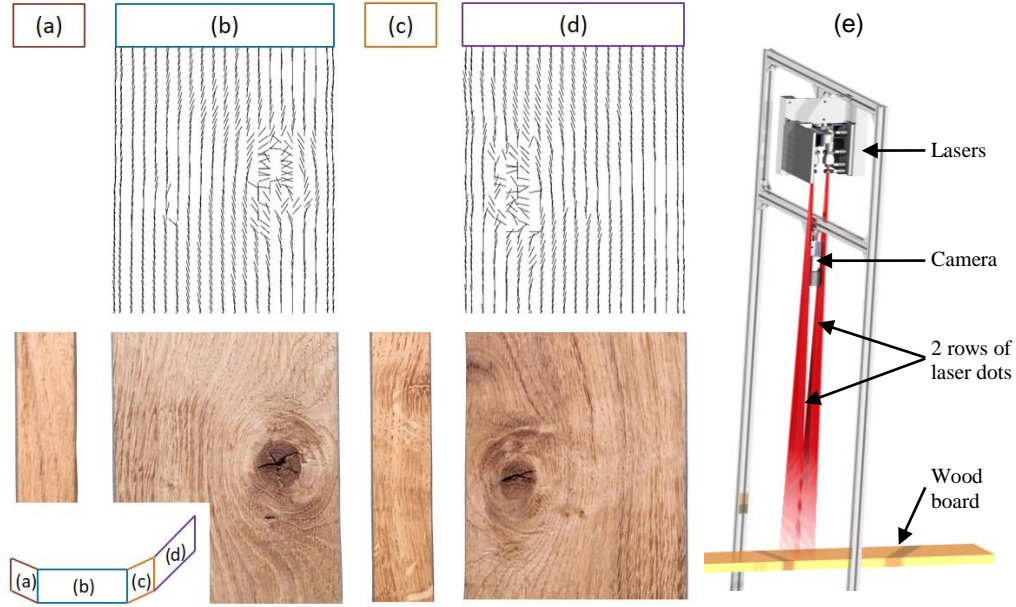 (a)
(b)
(c)
(d)
(e)
Lasers
Camera
2 rows of
laser dots
Wood
board
(a)
(b)
(c)
(d)